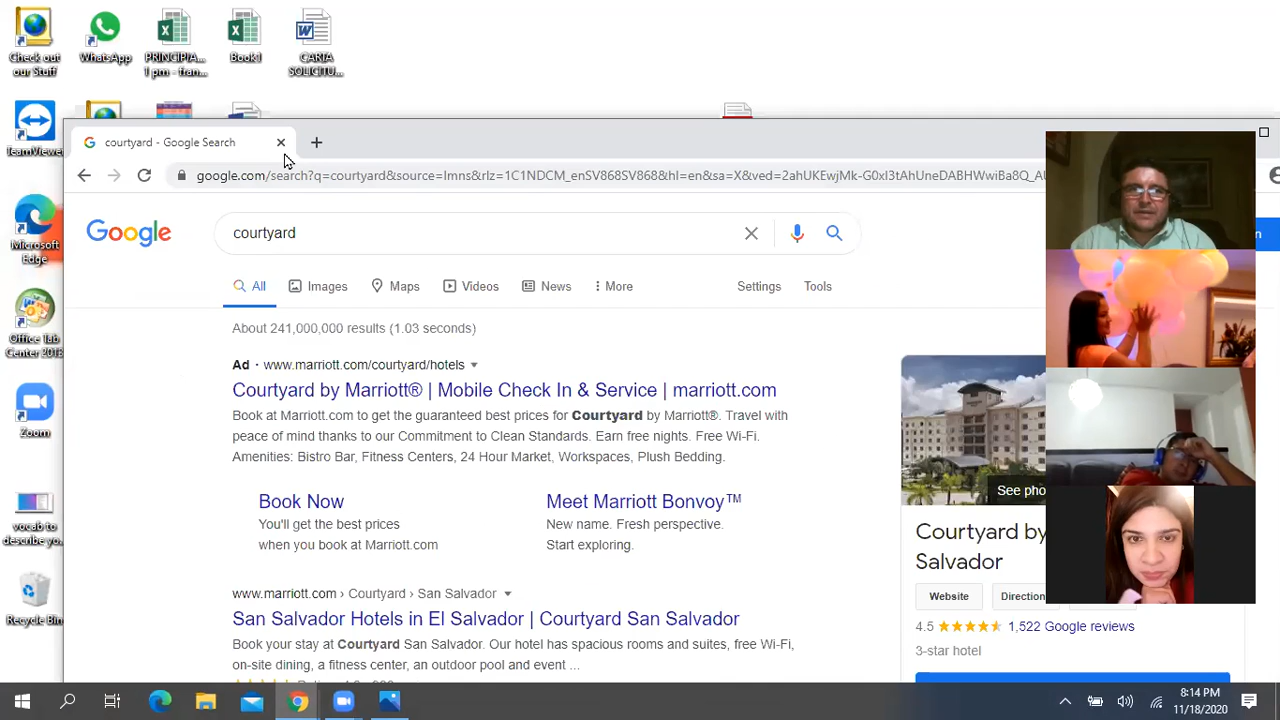 Check out
our Stuff
WhatsApp
PRINCIPIA...
1 pm - fran...
Book1
CARTA
SOLICITU...
TeamViewer
courtyard - Google Search
google.com/search?q=courtyard&source=lmns&rlz=1C1NDCM_enSV868SV868&hl=en&sa=X&ved=2ahUKEwjMk-G0xI3tAhUneDABHWwiBa8Q_AU
Google
courtyard
Microsoft
Edge
All
Images
Maps
Videos
News
More
Settings
Tools
About 241,000,000 results (1.03 seconds)
Office Tab
Center 2013
Ad · www.marriott.com/courtyard/hotels
Courtyard by Marriott® | Mobile Check In & Service | marriott.com
Book at Marriott.com to get the guaranteed best prices for Courtyard by Marriott®. Travel with
peace of mind thanks to our Commitment to Clean Standards. Earn free nights. Free Wi-Fi.
Amenities: Bistro Bar, Fitness Centers, 24 Hour Market, Workspaces, Plush Bedding.
Zoom
Book Now
You'll get the best prices
when you book at Marriott.com
Meet Marriott Bonvoy™
New name. Fresh perspective.
Start exploring.
See pho
Courtyard by
Salvador
vocab to
describe yo...
www.marriott.com › Courtyard › San Salvador
San Salvador Hotels in El Salvador | Courtyard San Salvador
Book your stay at Courtyard San Salvador. Our hotel has spacious rooms and suites, free Wi-Fi,
on-site dining, a fitness center, an outdoor pool and event ...
Website
Direction
4.5
1,522 Google reviews
3-star hotel
Recycle Bin
8:14 PM
11/18/2020